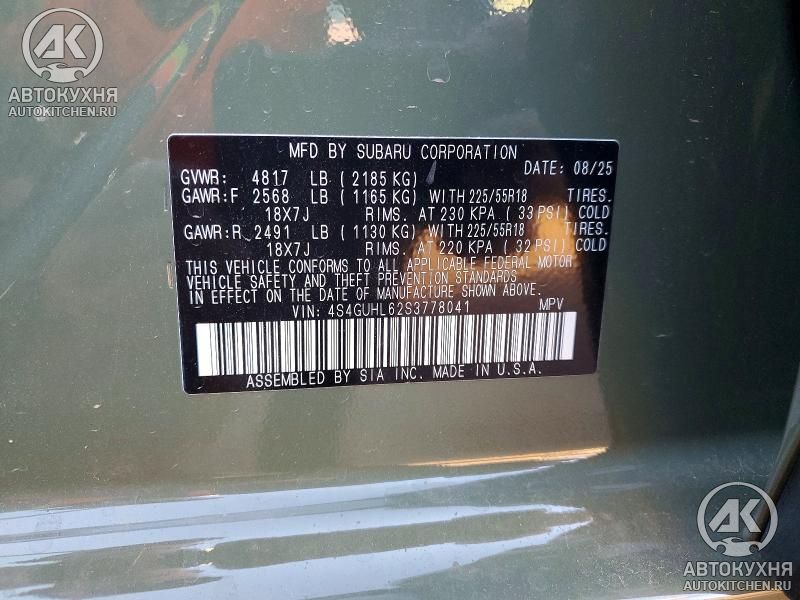 AK
АВТОКУХНЯ
AUTOKITCHEN.RU
MFD BY SUBARU CORPORATION
DATE: 08/25
GVWR: 4817 LB ( 2185 KG)
GAWR:F 2568 LB ( 1165 KG) WITH 225/55R18 TIRES.
18X7J RIMS. AT 230 KPA ( 33 PSI) COLD
GAWR:R 2491 LB ( 1130 KG) WITH 225/55R18 TIRES.
18X7J RIMS. AT 220 KPA ( 32 PSI) COLD
THIS VEHICLE CONFORMS TO ALL APPLICABLE FEDERAL MOTOR
VEHICLE SAFETY AND THEFT PREVENTION STANDARDS
IN EFFECT ON THE DATE OF MANUFACTURE SHOWN ABOVE.
VIN: 4S4GUHL62S3778041 MPV
ASSEMBLED BY SIA INC. MADE IN U.S.A.
AK
АВТОКУХНЯ
AUTOKITCHEN.RU